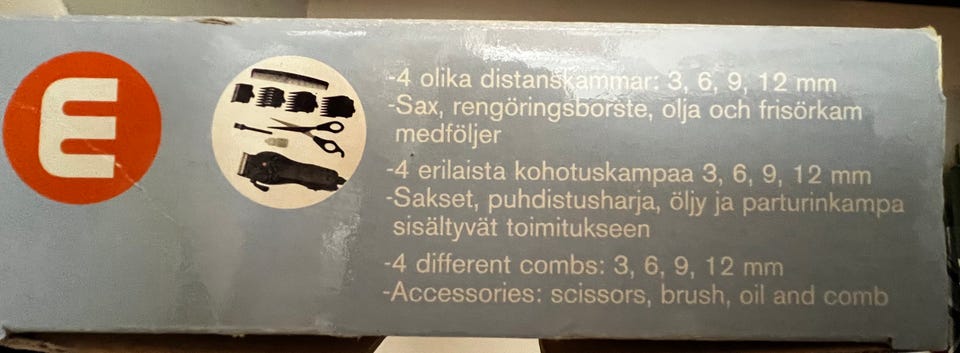 E
-4 olika distanskammar: 3, 6, 9, 12 mm
-Sax, rengöringsborste, olja och frisörkam
medföljer
-4 erilaista kohotuskampaa 3, 6, 9, 12 mm
-Sakset, puhdistusharja, öljy ja parturinkampa
sisältyvät toimitukseen
-4 different combs: 3, 6, 9, 12 mm
-Accessories: scissors, brush, oil and comb